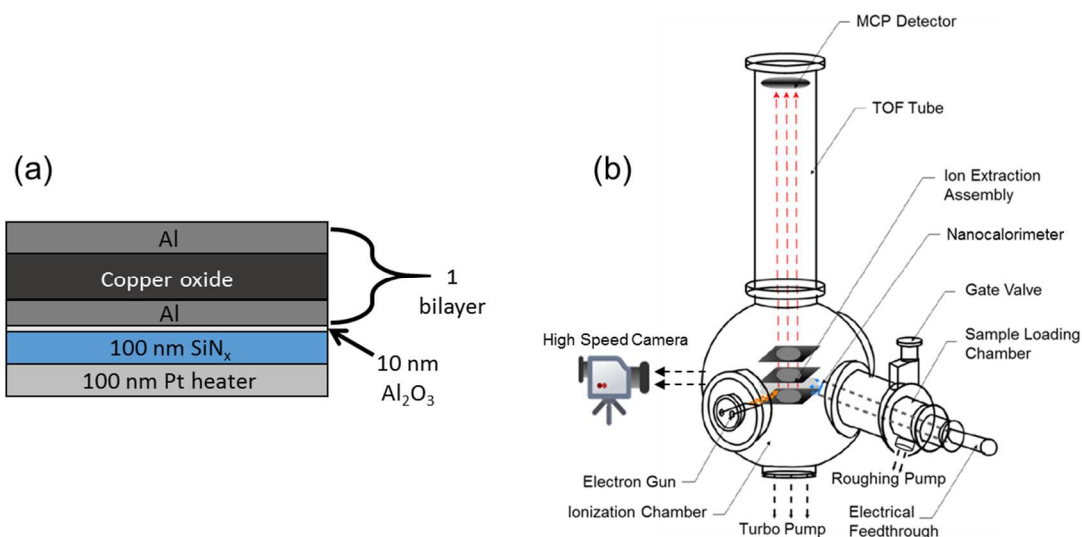 (a)
Al
Copper oxide
Al
100 nm SiNₓ
100 nm Pt heater
1
bilayer
10 nm
Al₂O₃
(b)
MCP Detector
TOF Tube
Ion Extraction
Assembly
Nanocalorimeter
Gate Valve
Sample Loading
Chamber
High Speed Camera
Electron Gun
Ionization Chamber
Turbo Pump
Roughing Pump
Electrical
Feedthrough